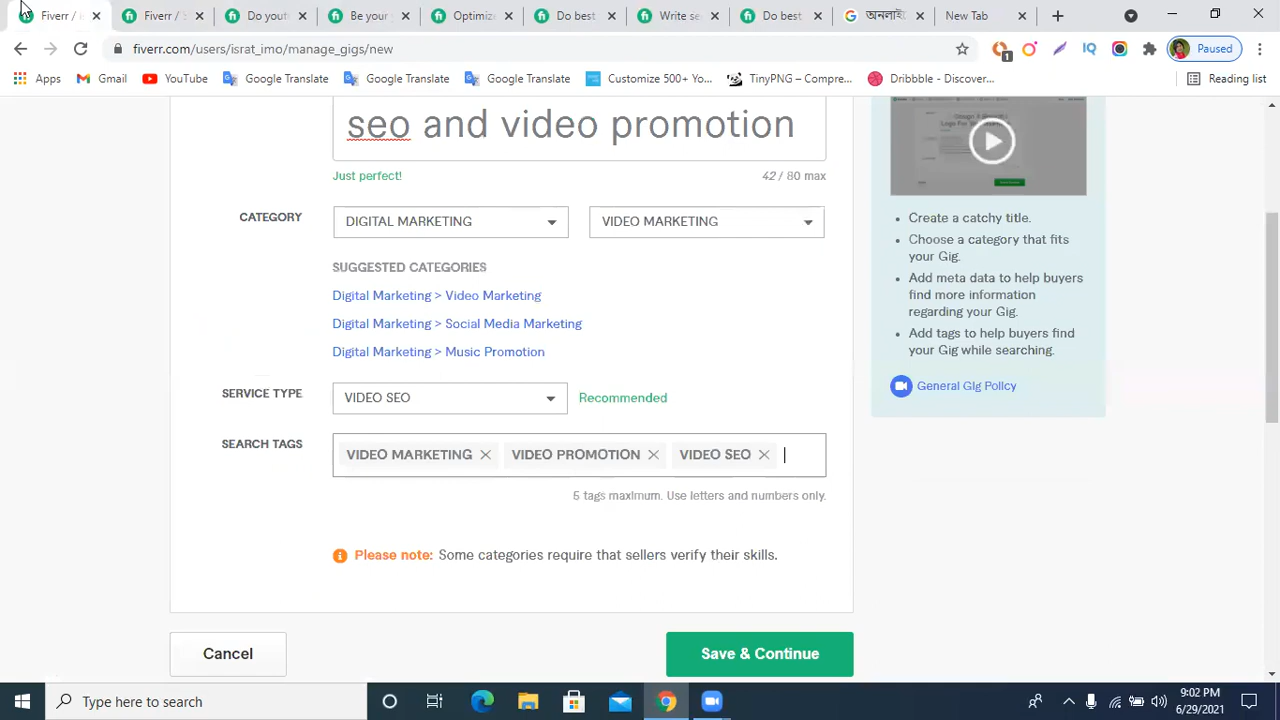 Fiverr / i
Fiverr / S
Do yout
Be your
Optimize
Do best
Write se
Do best
অনলাই
New Tab
fiverr.com/users/israt_imo/manage_gigs/new
Paused
Apps
Gmail
YouTube
Google Translate
Google Translate
Google Translate
Customize 500+ Yo...
TinyPNG – Compre...
Dribbble - Discover...
Reading list
seo and video promotion
Just perfect!
42 / 80 max
CATEGORY
DIGITAL MARKETING
VIDEO MARKETING
SUGGESTED CATEGORIES
Digital Marketing > Video Marketing
Digital Marketing > Social Media Marketing
Digital Marketing > Music Promotion
SERVICE TYPE
VIDEO SEO
Recommended
SEARCH TAGS
VIDEO MARKETING
VIDEO PROMOTION
VIDEO SEO
5 tags maximum. Use letters and numbers only.
Please note: Some categories require that sellers verify their skills.
Cancel
Save & Continue
Create a catchy title.
Choose a category that fits
your Gig.
Add meta data to help buyers
find more information
regarding your Gig.
Add tags to help buyers find
your Gig while searching.
General Gig Policy
Type here to search
9:02 PM
6/29/2021